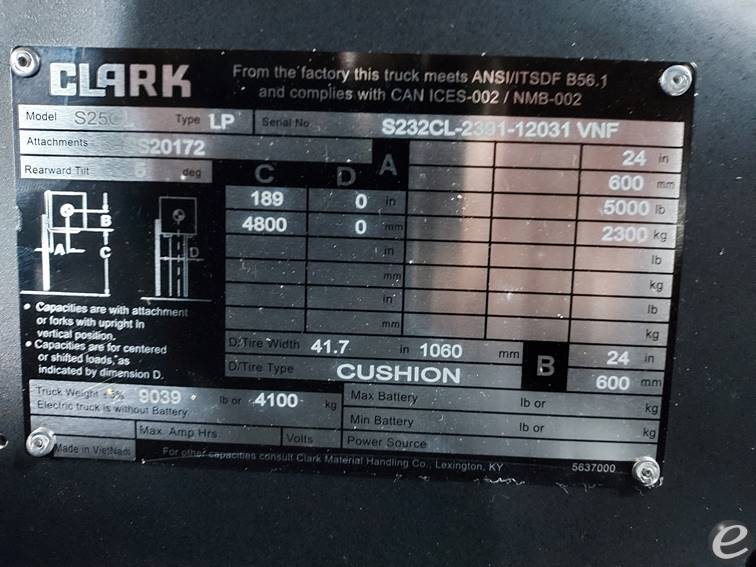 CLARK
From the factory this truck meets ANSI/ITSDF B56.1
and complies with CAN ICES-002 / NMB-002
Model S25CL Type LP Serial No. S232CL-2391-12031 VNF
Attachments SS20172
Rearward Tilt deg
C D A
24 in
600 mm
189 0 in 5000 lb
4800 0 mm 2300 kg
in lb
mm kg
in lb
mm kg
A B C D
• Capacities are with attachment
or forks with upright in
vertical position.
• Capacities are for centered
or shifted loads, as
indicated by dimension D.
D/Tire Width 41.7 in 1060 mm
D/Tire Type CUSHION
B 24 in
600 mm
Truck Weight 9039 lb or 4100 kg
Electric truck is without Battery
Max Battery lb or kg
Min Battery lb or kg
Power Source
Max. Amp Hrs Volts
Made in VietNam
For other capacities consult Clark Material Handling Co., Lexington, KY 5637000
e